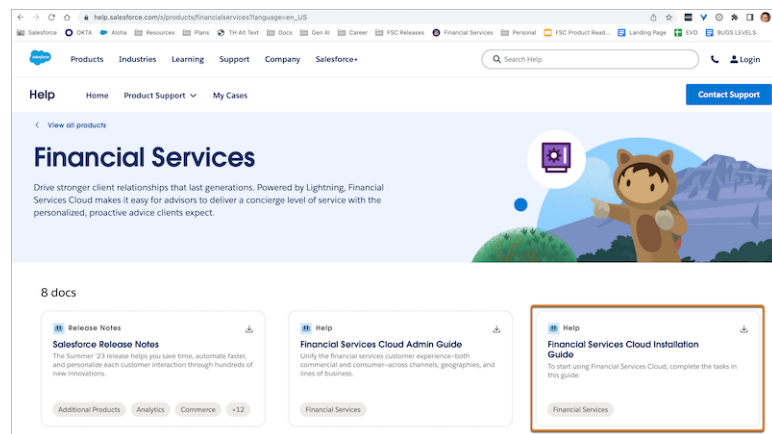 help.salesforce.com/s/products/financialservices?language=en_US
Salesforce OKTA Aloha Resources Plans TH Alt Text Docs Gen AI Career FSC Releases Financial Services Personal FSC Product Read... Landing Page EVO BUGS LEVELS
salesforce Products Industries Learning Support Company Salesforce+ Search Help Login
Help Home Product Support My Cases Contact Support
View all products
Financial Services
Drive stronger client relationships that last generations. Powered by Lightning, Financial
Services Cloud makes it easy for advisors to deliver a concierge level of service with the
personalized, proactive advice clients expect.
8 docs
Release Notes
Salesforce Release Notes
The Summer '23 release helps you save time, automate faster,
and personalize each customer interaction through hundreds of
new innovations.
Additional Products Analytics Commerce +12
Help
Financial Services Cloud Admin Guide
Unify the financial services customer experience–both
commercial and consumer–across channels, geographies, and
lines of business.
Financial Services
Help
Financial Services Cloud Installation
Guide
To start using Financial Services Cloud, complete the tasks in
this guide.
Financial Services